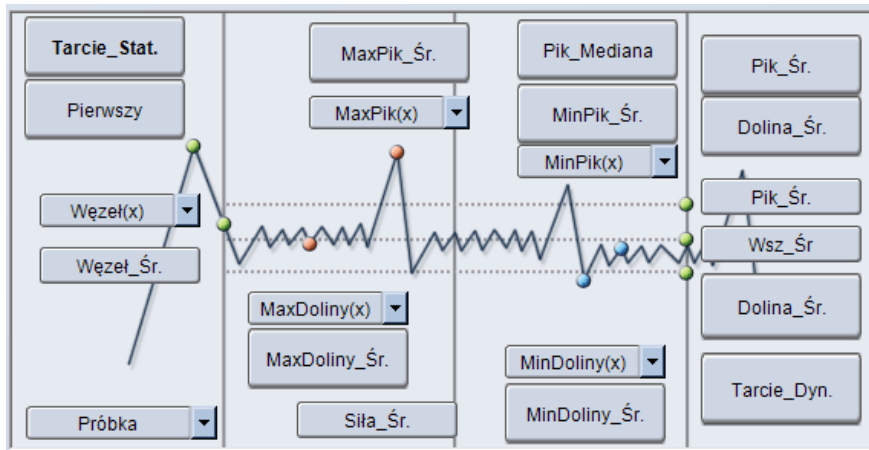 Tarcie_Stat.
Pierwszy
Węzeł(x)
Węzeł_Śr.
Próbka
MaxPik_Śr.
MaxPik(x)
MaxDoliny(x)
MaxDoliny_Śr.
Siła_Śr.
Pik_Mediana
MinPik_Śr.
MinPik(x)
MinDoliny(x)
MinDoliny_Śr.
Pik_Śr.
Dolina_Śr.
Pik_Śr.
Wsz_Śr
Dolina_Śr.
Tarcie_Dyn.